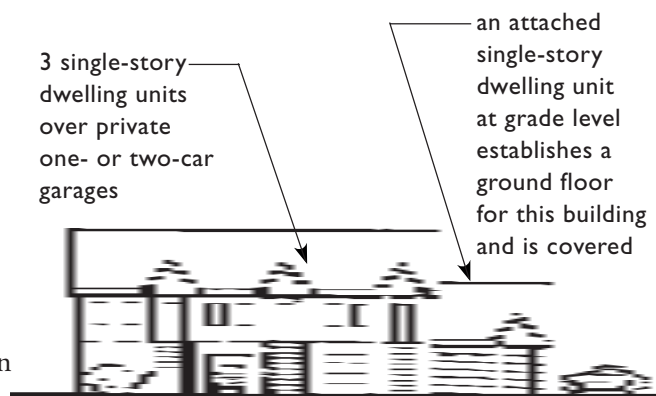 3 single-story
dwelling units
over private
one- or two-car
garages
an attached
single-story
dwelling unit
at grade level
establishes a
ground floor
for this building
and is covered
n